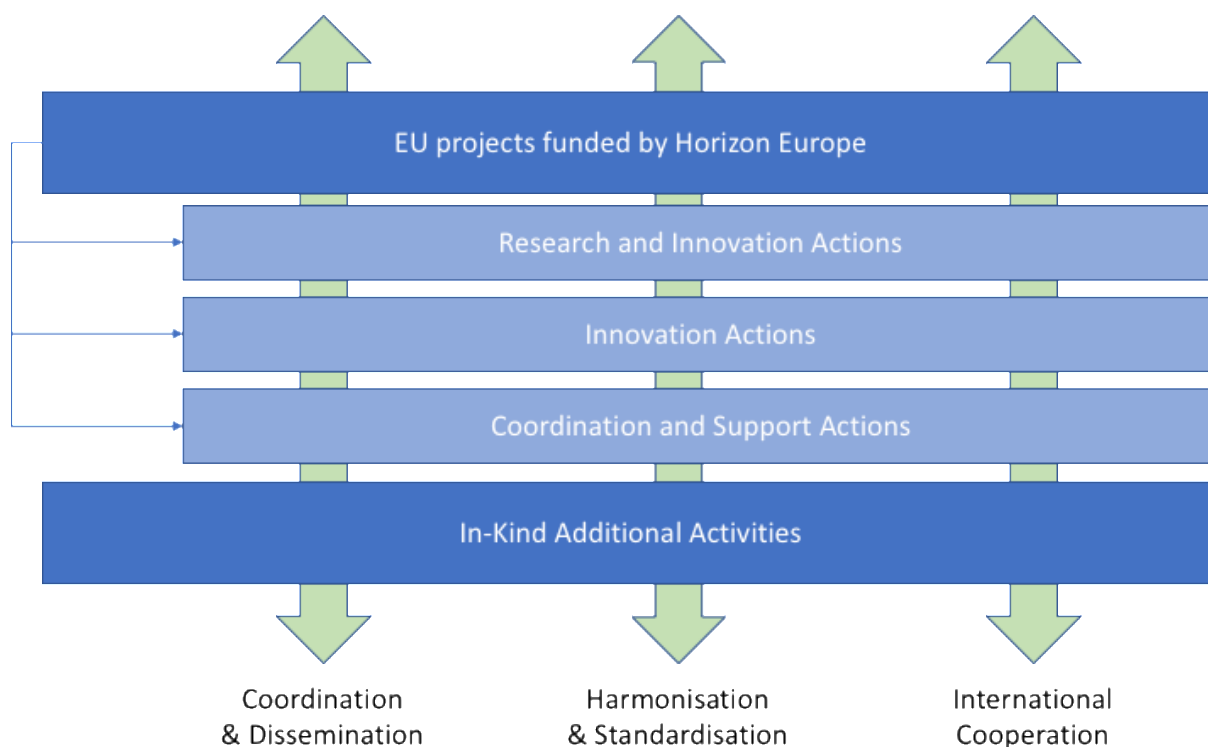 EU projects funded by Horizon Europe
Research and Innovation Actions
Innovation Actions
Coordination and Support Actions
In-Kind Additional Activities
Coordination
& Dissemination
Harmonisation
& Standardisation
International
Cooperation